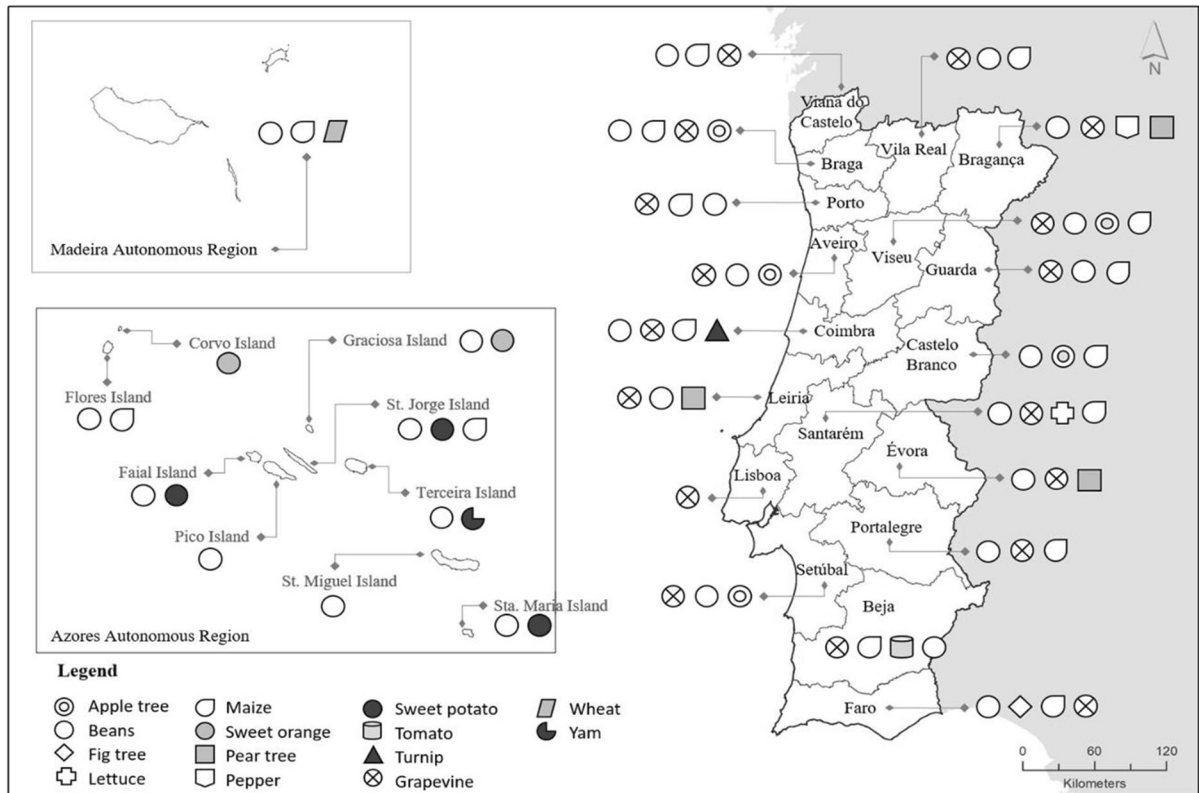 N
Viana do
Castelo
Vila Real
Bragança
Braga
Porto
Madeira Autonomous Region
Aveiro
Viseu
Guarda
Coimbra
Castelo
Branco
Corvo Island
Graciosa Island
Flores Island
St. Jorge Island
Leiria
Santarém
Évora
Faial Island
Lisboa
Terceira Island
Pico Island
Portalegre
St. Miguel Island
Setúbal
Sta. Maria Island
Beja
Azores Autonomous Region
Faro
Legend
Apple tree
Beans
Fig tree
Lettuce
Maize
Sweet orange
Pear tree
Pepper
Sweet potato
Tomato
Turnip
Grapevine
Wheat
Yam
0 60 120
Kilometers